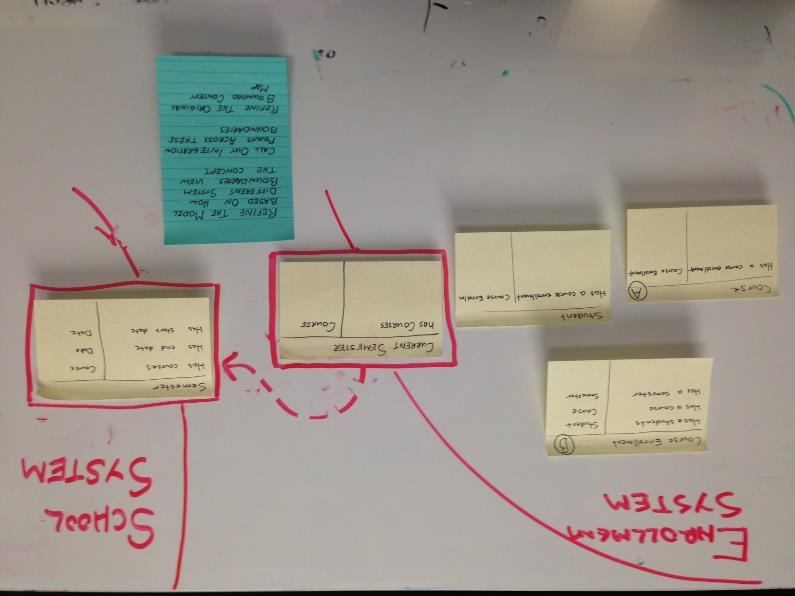 ENROLLMENT
SYSTEM
SCHOOL
SYSTEM
Course Enrollment
B
Has a students Student
Has a course Course
Has a semester Semester
Semester
Has courses Course
Has end date Date
Has start date Date
CURRENT SEMESTER
has Courses Course
Student
Has a course enrollment Course Enrollm
Course
A
Has a course enrollment Course Enrollment
REFINE THE MODEL
BASED ON HOW
DIFFERENT SYSTEM
BOUNDARIES VIEW
THE CONCEPT
CALL OUT INTEGRATION
POINTS ACROSS THESE
BOUNDARIES
REFINE THE ORIGINAL
BOUNDED CONTEXT
MAP